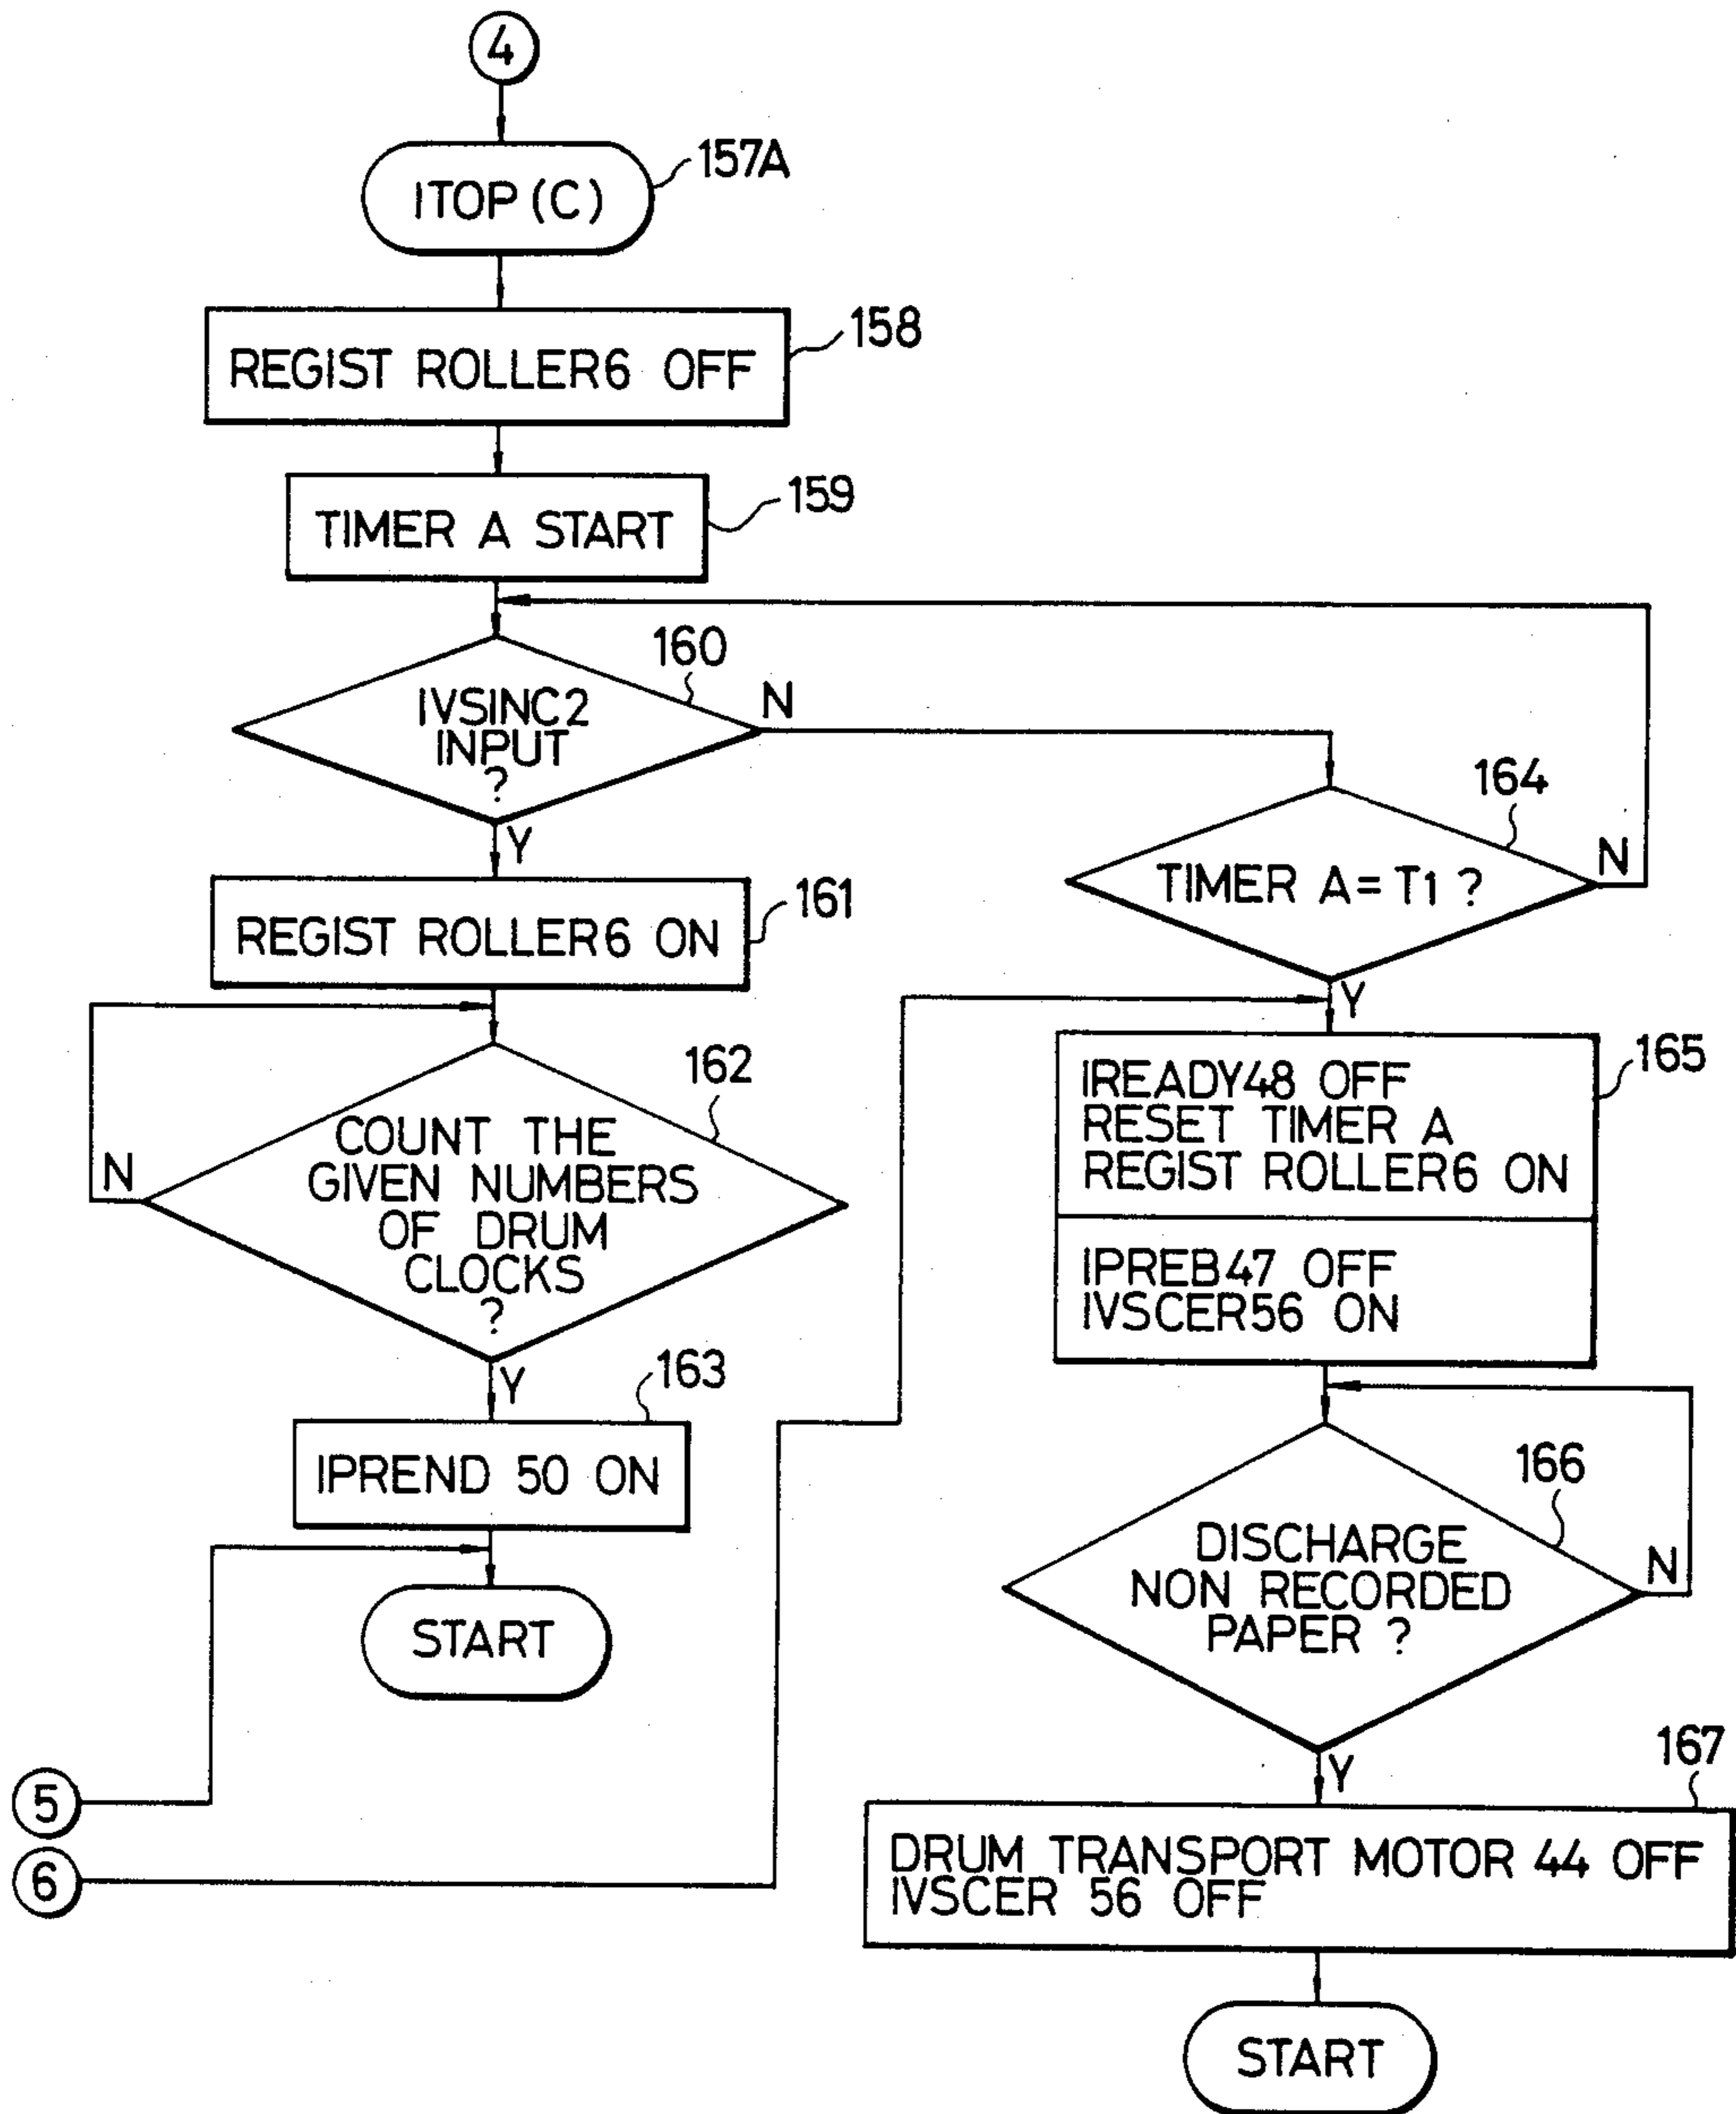 4
ITOP (C)
157A
REGIST ROLLER6 OFF
158
TIMER A START
159
IVSINC2
INPUT
?
160
N
Y
REGIST ROLLER6 ON
161
COUNT THE
GIVEN NUMBERS
OF DRUM
CLOCKS
?
162
N
Y
IPREND 50 ON
163
START
5
6
TIMER A = T1 ?
164
N
Y
IREADY48 OFF
RESET TIMER A
REGIST ROLLER6 ON
165
IPREB47 OFF
IVSCER56 ON
DISCHARGE
NON RECORDED
PAPER ?
166
N
Y
DRUM TRANSPORT MOTOR 44 OFF
IVSCER 56 OFF
167
START